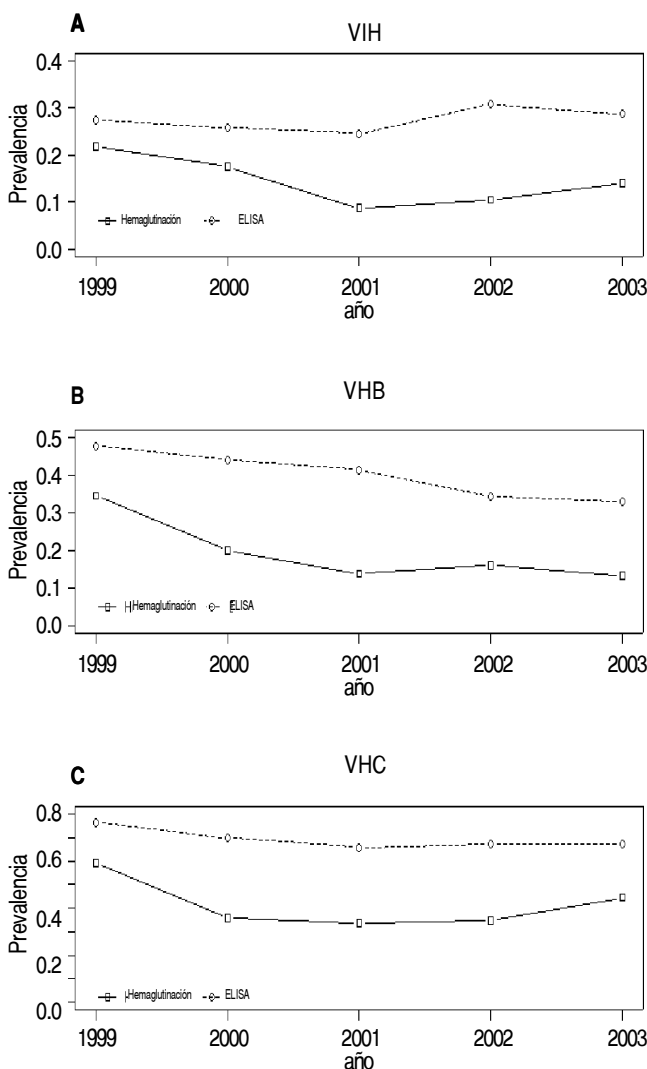 A
VIH
0.4
0.3
0.2
0.1
0.0
Prevalencia
Hemaglutinación ELISA
1999 2000 2001 2002 2003
año
B
VHB
0.5
0.4
0.3
0.2
0.1
0.0
Prevalencia
Hemaglutinación ELISA
1999 2000 2001 2002 2003
año
C
VHC
0.8
0.6
0.4
0.2
0.0
Prevalencia
Hemaglutinación ELISA
1999 2000 2001 2002 2003
año